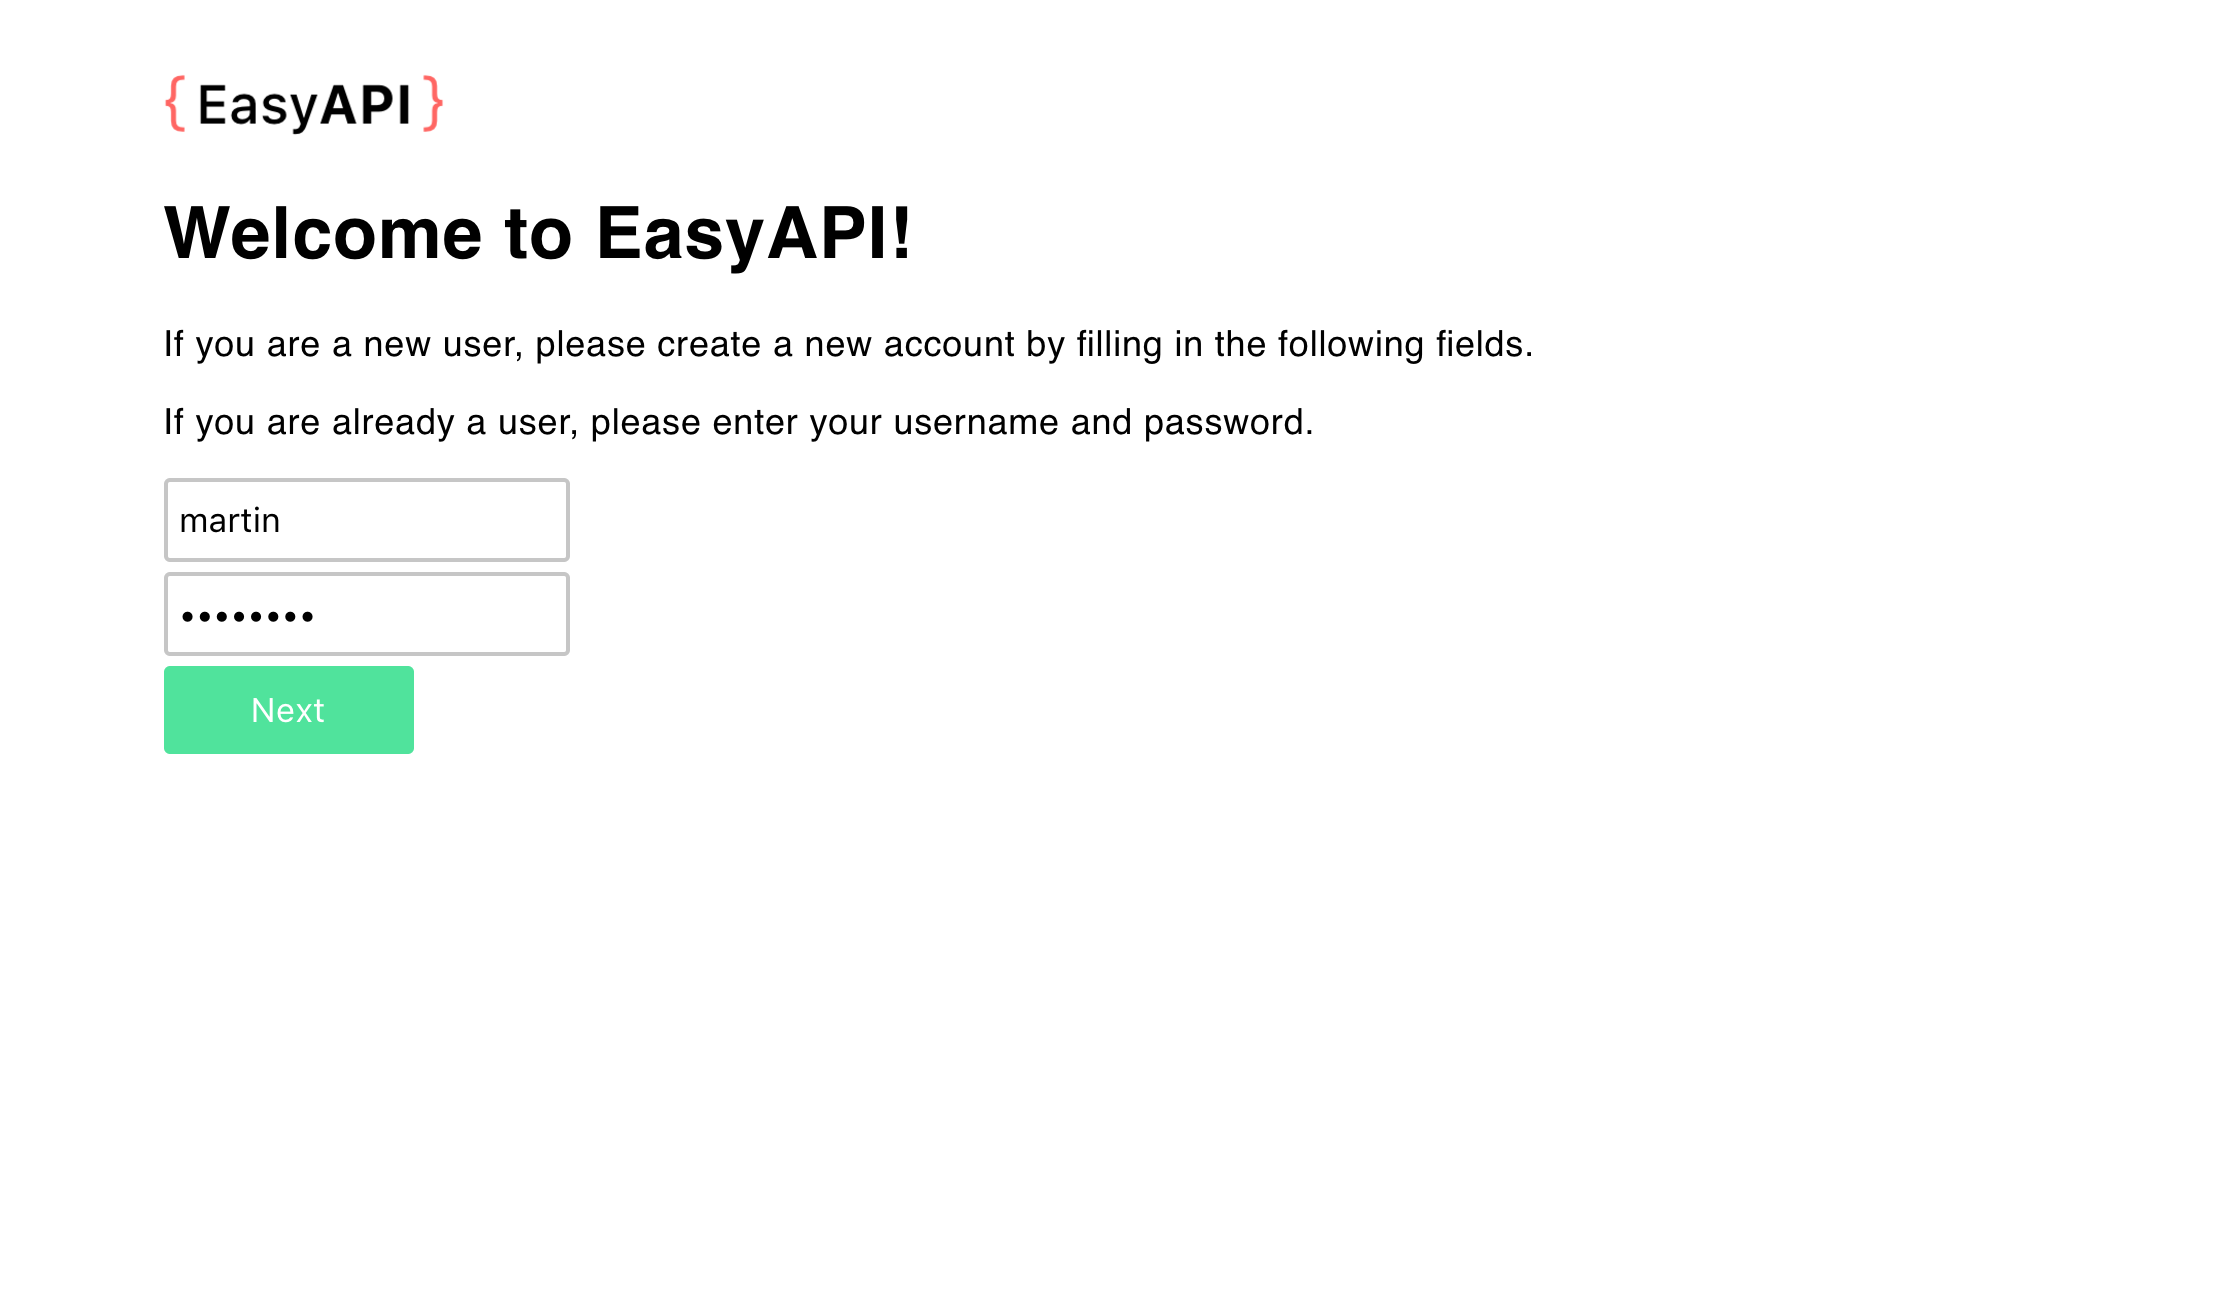 { EasyAPI }
Welcome to EasyAPI!
If you are a new user, please create a new account by filling in the following fields.
If you are already a user, please enter your username and password.
martin
••••••••
Next